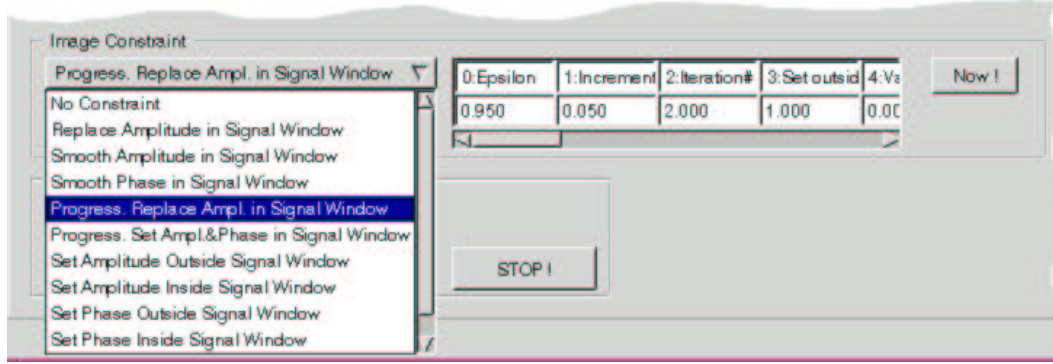 Image Constraint
Progress. Replace Ampl. in Signal Window
0:Epsilon 1:Increment 2:Iteration# 3:Set outsid 4:Va
Now !
0.950 0.050 2.000 1.000 0.00
No Constraint
Replace Amplitude in Signal Window
Smooth Amplitude in Signal Window
Smooth Phase in Signal Window
Progress. Replace Ampl. in Signal Window
Progress. Set Ampl.&Phase in Signal Window
Set Amplitude Outside Signal Window
Set Amplitude Inside Signal Window
Set Phase Outside Signal Window
Set Phase Inside Signal Window
STOP !